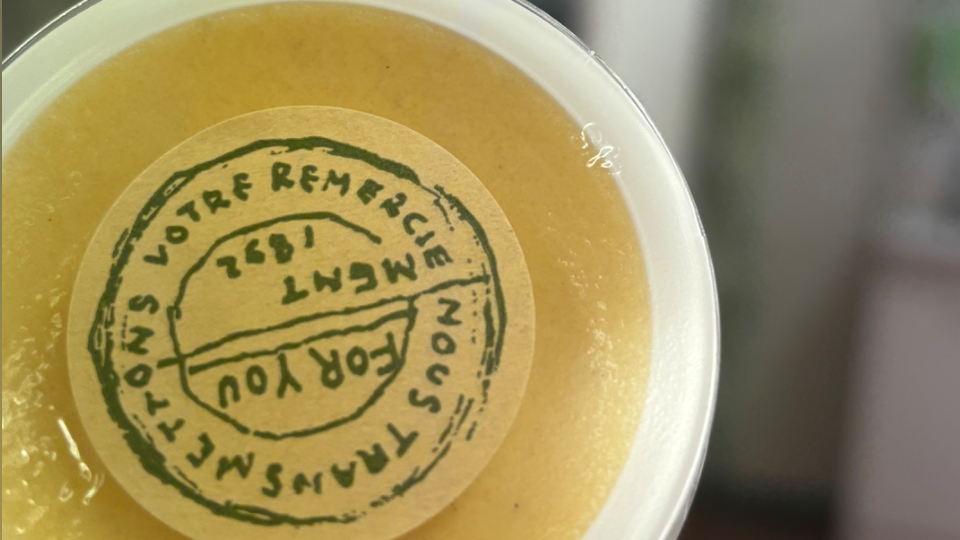 NOUS TRANSMETTONS VOTRE REMERCIEMENT
FOR YOU
1892